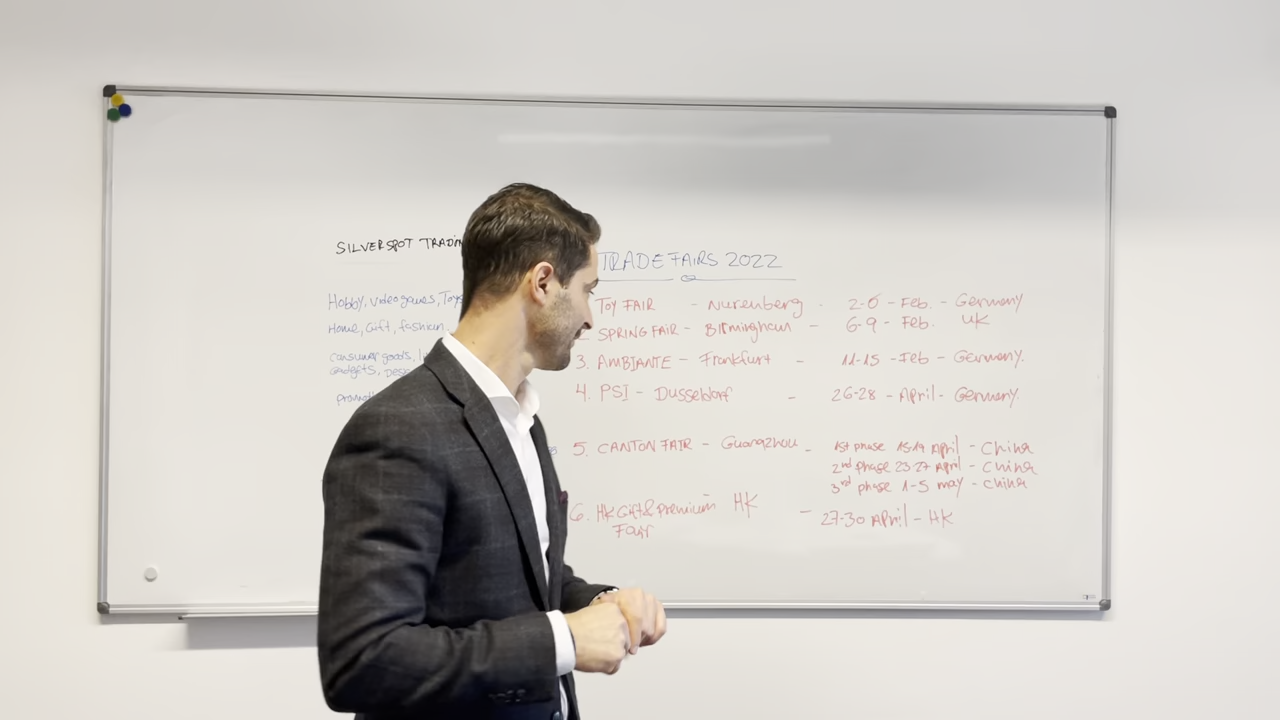 SILVERSPOT TRADIN
Hobby, videogames, Toys
Home, Gift, fashion
consumer goods,
gadgets,
TRADE FAIRS 2022
TOY FAIR - Nurenberg - 2-6 - Feb. - Germany
SPRING FAIR - Birmingham - 6-9 - Feb. UK
3. AMBIANTE - Frankfurt - 11-15 - Feb - Germany.
4. PSI - Dusseldorf - 26-28 - April - Germany.
5. CANTON FAIR - Guangzhou - 1st phase 15-19 April - China
2nd phase 23-27 April - China
3rd phase 1-5 may - China
6. HK Gift & Premium HK - 27-30 April - HK
Fair